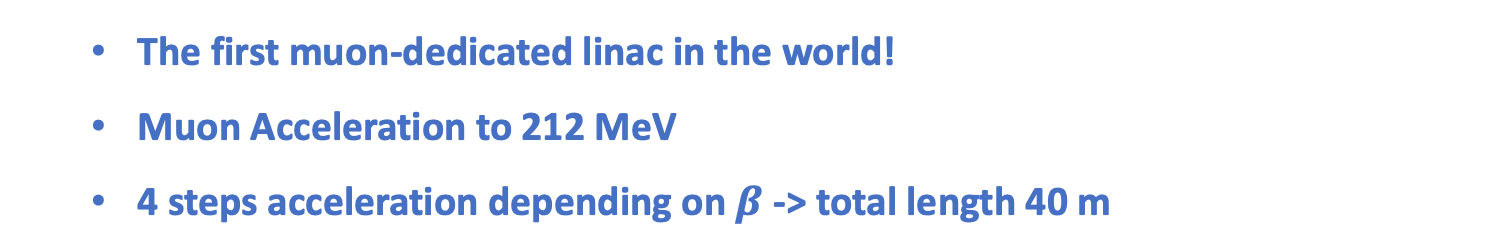 • The first muon-dedicated linac in the world!
• Muon Acceleration to 212 MeV
• 4 steps acceleration depending on 𝜷 -> total length 40 m